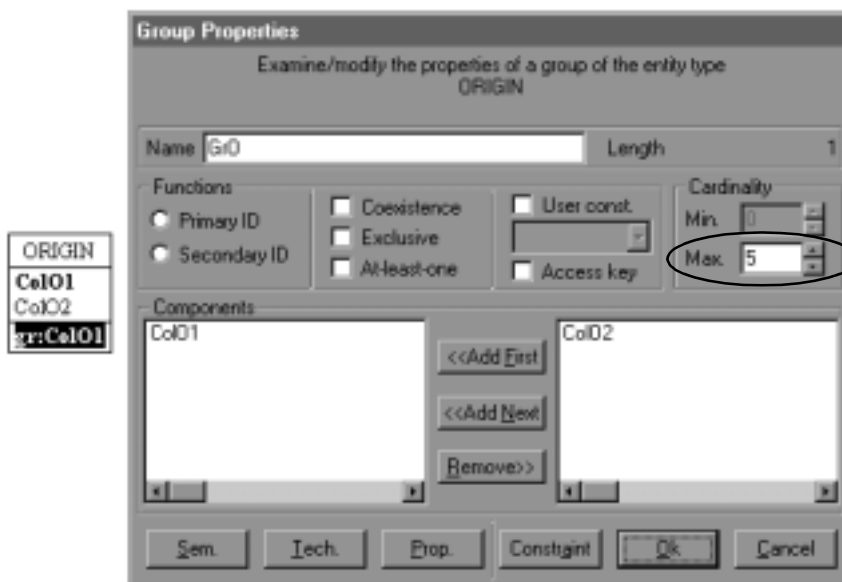 Group Properties
Examine/modify the properties of a group of the entity type
ORIGIN
Name GrO Length 1
Functions
Primary ID
Secondary ID
Coexistence
Exclusive
At-least-one
User const.
Access key
Cardinality
Min. 0
Max. 5
ORIGIN
ColO1
ColO2
gr:ColO1
Components
ColO1
<<Add First
<<Add Next
Remove>>
ColO2
Sem. Tech. Prop. Constraint Ok Cancel